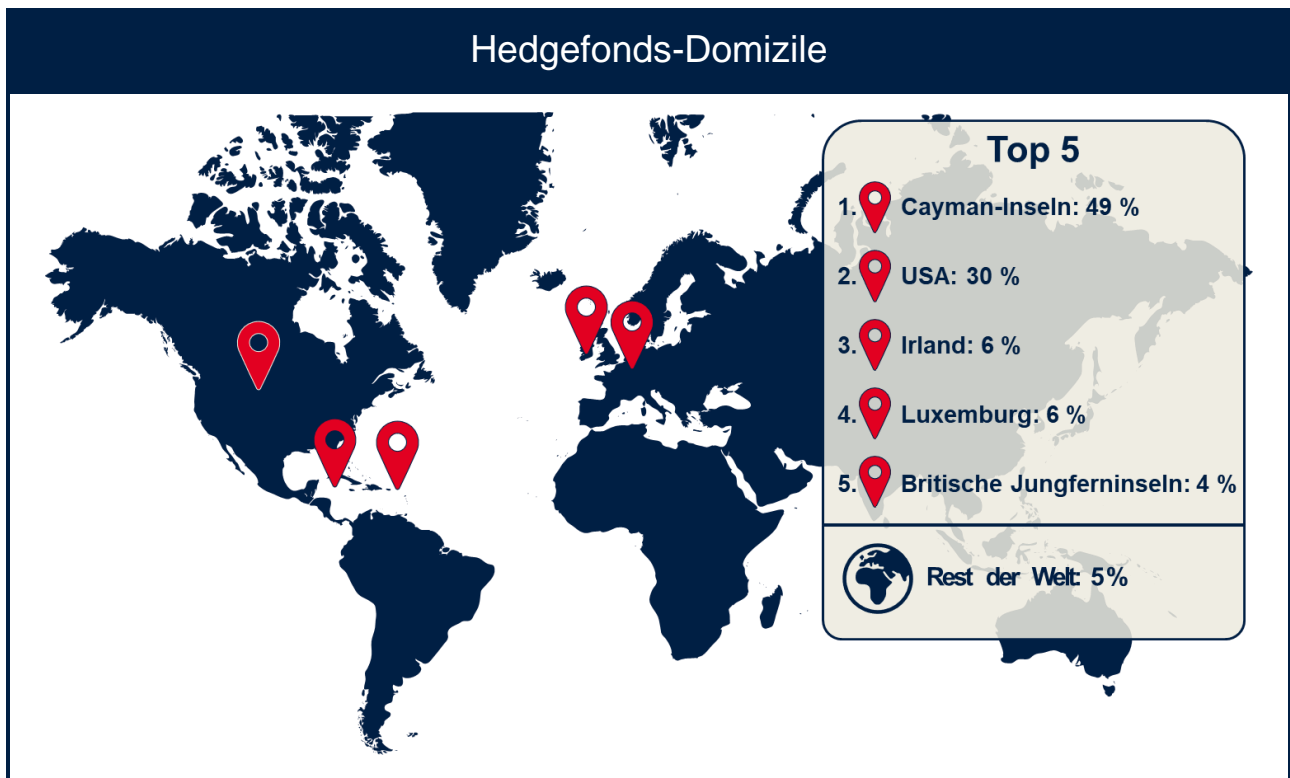 Hedgefonds-Domizile
Top 5
1. Cayman-Inseln: 49 %
2. USA: 30 %
3. Irland: 6 %
4. Luxemburg: 6 %
5. Britische Jungferninseln: 4 %
Rest der Welt: 5%